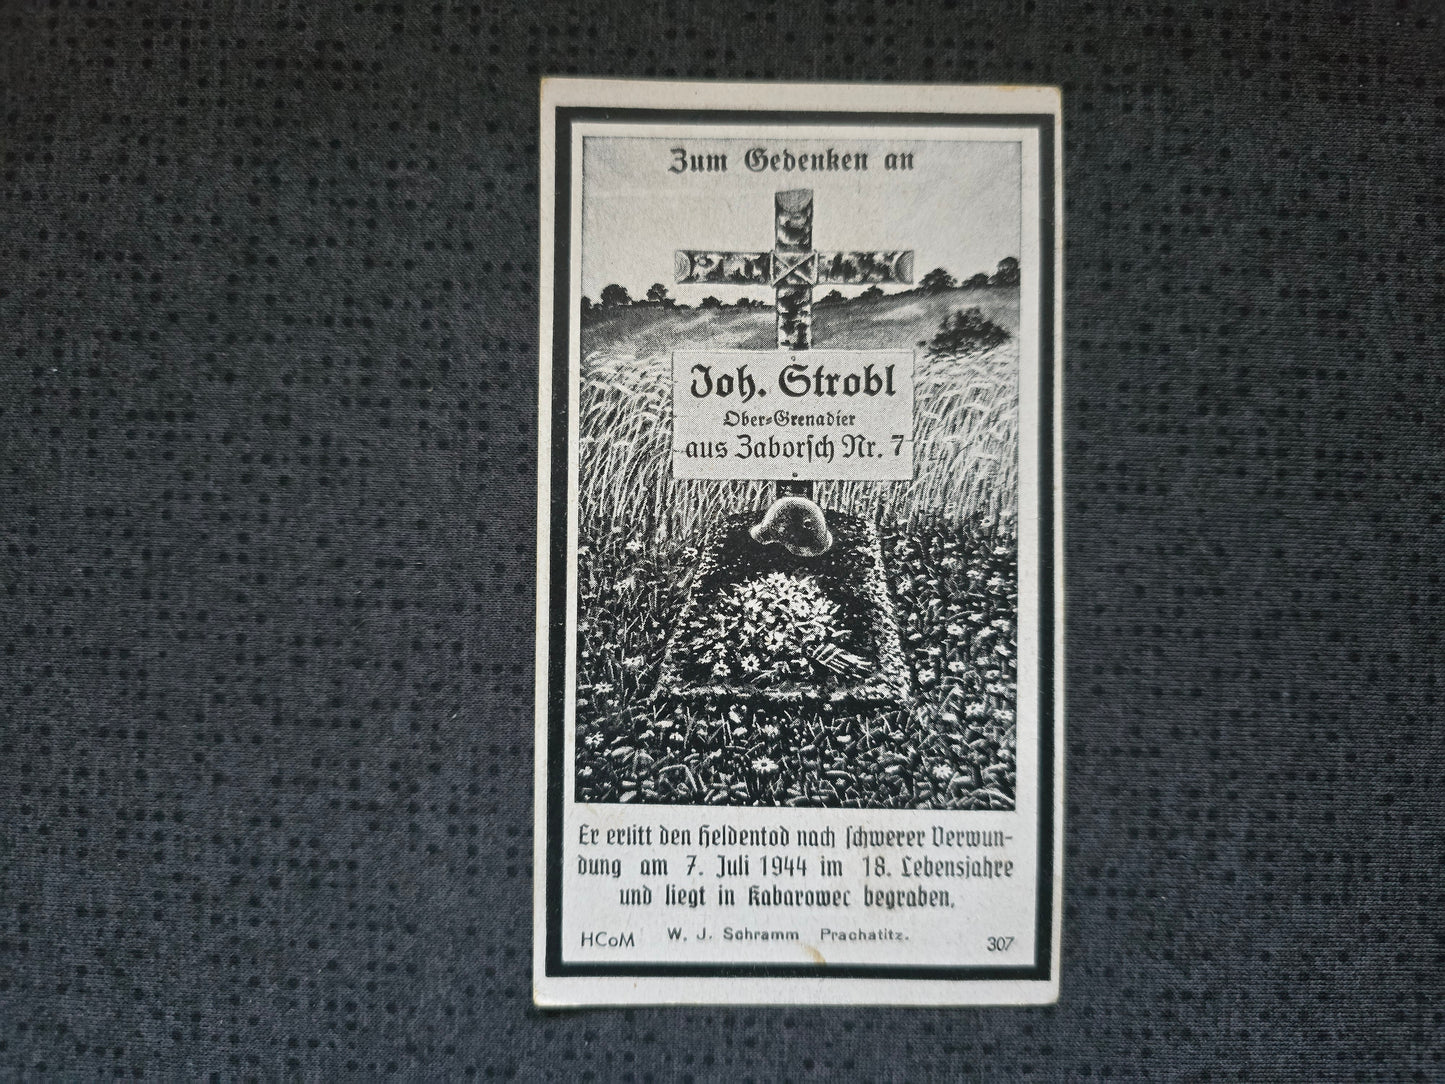 Zum Gedenken an
Joh. Strobl
Ober-Grenadier
aus Zaborsch Nr. 7
Er erlitt den Heldentod nach schwerer Verwun-
dung am 7. Juli 1944 im 18. Lebensjahre
und liegt in Kabarowec begraben.
HCoM W. J. Schramm Prachatitz. 307